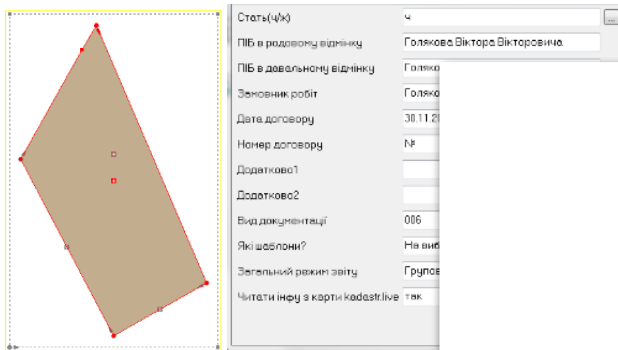 Стать(ч/ж) ч ...
ПІБ в родовому відмінку Голякова Віктора Вікторовича
ПІБ в давальному відмінку Голяко
Замовник робіт Голяко
Дата договору 30.11.2
Номер договору №
Додатково1
Додатково2
Вид документації 006
Які шаблони? На виб
Загальний режим звіту Групов
Читати інфу з карти kadastr.live так